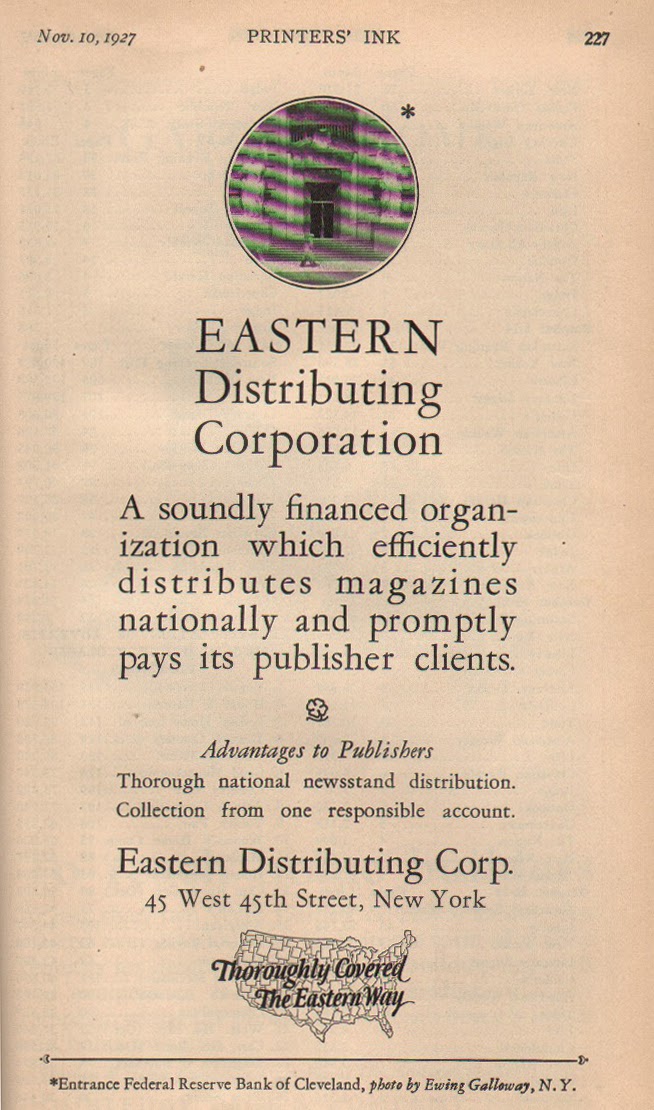 Nov. 10, 1927 PRINTERS' INK 227
*
EASTERN
Distributing
Corporation
A soundly financed organ-
ization which efficiently
distributes magazines
nationally and promptly
pays its publisher clients.
Advantages to Publishers
Thorough national newsstand distribution.
Collection from one responsible account.
Eastern Distributing Corp.
45 West 45th Street, New York
Thoroughly Covered
The Eastern Way
*Entrance Federal Reserve Bank of Cleveland, photo by Ewing Galloway, N. Y.